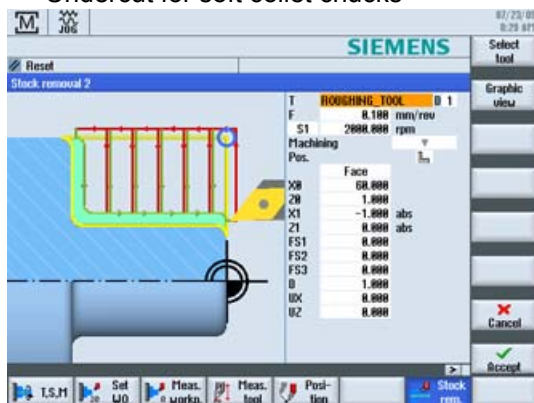 Undercut for soft collet chucks
M
JOG
SIEMENS
Select tool
Reset
Stock removal 2
Graphic view
T ROUGHING_TOOL D 1
F 0.100 mm/rev
S1 2000.000 rpm
Machining
Pos.
Face
X0 60.000
Z0 1.000
X1 -1.000 abs
Z1 0.000 abs
FS1 0.000
FS2 0.000
FS3 0.000
D 1.000
UX 0.000
UZ 0.000
Cancel
Accept
T,S,M
Set WO
Meas. workp.
Meas. tool
Posi- tion
Stock rem.